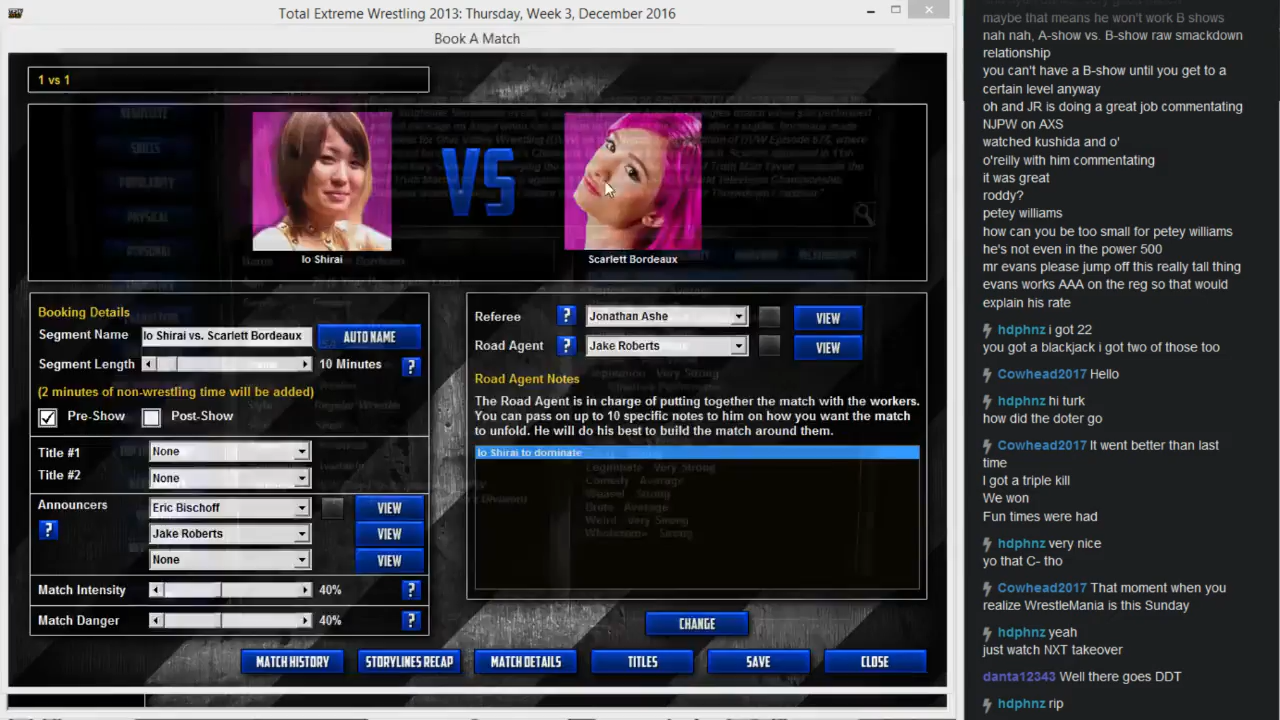 Total Extreme Wrestling 2013: Thursday, Week 3, December 2016
Book A Match
1 vs 1
VS
Io Shirai
Scarlett Bordeaux
Booking Details
Segment Name
Io Shirai vs. Scarlett Bordeaux
AUTO NAME
Segment Length
10 Minutes
?
(2 minutes of non-wrestling time will be added)
Pre-Show
Post-Show
Title #1
None
Title #2
None
Announcers
Eric Bischoff
VIEW
?
Jake Roberts
VIEW
None
VIEW
Match Intensity
40%
?
Match Danger
40%
?
Referee
?
Jonathan Ashe
VIEW
Road Agent
?
Jake Roberts
VIEW
Road Agent Notes
The Road Agent is in charge of putting together the match with the workers.
You can pass on up to 10 specific notes to him on how you want the match
to unfold. He will do his best to build the match around them.
Io Shirai to dominate
Legitimate Very Strong
Comedy Average
Brute Average
Weird Very Strong
CHANGE
MATCH HISTORY
STORYLINES RECAP
MATCH DETAILS
TITLES
SAVE
CLOSE
maybe that means he won't work B shows
nah nah, A-show vs. B-show raw smackdown
relationship
you can't have a B-show until you get to a
certain level anyway
oh and JR is doing a great job commentating
NJPW on AXS
watched kushida and o'
o'reilly with him commentating
it was great
roddy?
petey williams
how can you be too small for petey williams
he's not even in the power 500
mr evans please jump off this really tall thing
evans works AAA on the reg so that would
explain his rate
hdphnz i got 22
you got a blackjack i got two of those too
Cowhead2017 Hello
hdphnz hi turk
how did the doter go
Cowhead2017 It went better than last
time
I got a triple kill
We won
Fun times were had
hdphnz very nice
yo that C- tho
Cowhead2017 That moment when you
realize WrestleMania is this Sunday
hdphnz yeah
just watch NXT takeover
danta12343 Well there goes DDT
hdphnz rip